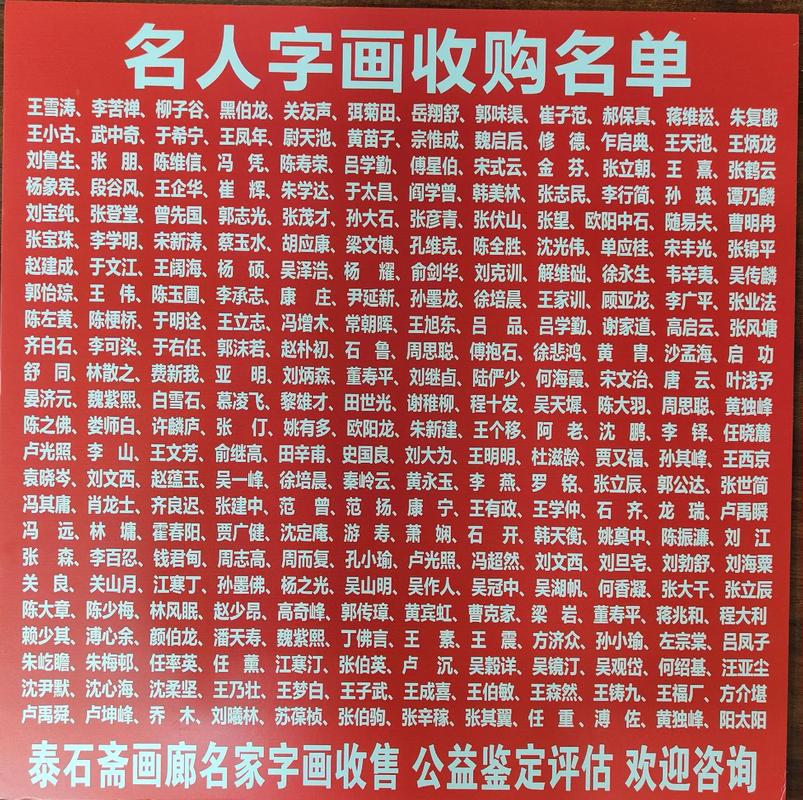 名人字画收购名单
王雪涛、李苦禅、柳子谷、黑伯龙、关友声、弭菊田、岳翔舒、郭味蕖、崔子范、郝保真、蒋维崧、朱复戡
王小古、武中奇、于希宁、王凤年、尉天池、黄苗子、宗惟成、魏启后、修德、乍启典、王天池、王炳龙
刘鲁生、张朋、陈维信、冯凭、陈寿荣、吕学勤、傅星伯、宋式云、金芬、张立朝、王熹、张鹤云
杨象宪、段谷风、王企华、崔辉、朱学达、于太昌、阎学曾、韩美林、张志民、李行简、孙瑛、谭乃麟
刘宝纯、张登堂、曾先国、郭志光、张茂才、孙大石、张彦青、张伏山、张望、欧阳中石、随易夫、曹明冉
张宝珠、李学明、宋新涛、蔡玉水、胡应康、梁文博、孔维克、陈全胜、沈光伟、单应桂、宋丰光、张锦平
赵建成、于文江、王阔海、杨硕、吴泽浩、杨耀、俞剑华、刘克训、解维础、徐永生、韦辛夷、吴传麟
郭怡琮、王伟、陈玉圃、李承志、康庄、尹延新、孙墨龙、徐培晨、王家训、顾亚龙、李广平、张业法
陈左黄、陈梗桥、于明诠、王立志、冯增木、常朝晖、王旭东、吕品、吕学勤、谢家道、高启云、张风塘
齐白石、李可染、于右任、郭沫若、赵朴初、石鲁、周思聪、傅抱石、徐悲鸿、黄胄、沙孟海、启功
舒同、林散之、费新我、亚明、刘炳森、董寿平、刘继卣、陆俨少、何海霞、宋文治、唐云、叶浅予
晏济元、魏紫熙、白雪石、慕凌飞、黎雄才、田世光、谢稚柳、程十发、吴天墀、陈大羽、周思聪、黄独峰
陈之佛、娄师白、许麟庐、张仃、姚有多、欧阳龙、朱新建、王个移、阿老、沈鹏、李铎、任晓麓
卢光照、李山、王文芳、俞继高、田辛甫、史国良、刘大为、王明明、杜滋龄、贾又福、孙其峰、王西京
袁晓岑、刘文西、赵蕴玉、吴一峰、徐培晨、秦岭云、黄永玉、李燕、罗铭、张立辰、郭公达、张世简
冯其庸、肖龙士、齐良迟、张建中、范曾、范扬、康宁、王有政、王学仲、石齐、龙瑞、卢禹瞬
冯远、林墉、霍春阳、贾广健、沈定庵、游寿、萧娴、石开、韩天衡、姚奠中、陈振濂、刘江
张森、李百忍、钱君匋、周志高、周而复、孔小瑜、卢光照、冯超然、刘文西、刘旦宅、刘勃舒、刘海粟
关良、关山月、江寒丁、孙墨佛、杨之光、吴山明、吴作人、吴冠中、吴湖帆、何香凝、张大千、张立辰
陈大章、陈少梅、林风眠、赵少昂、高奇峰、郭传璋、黄宾虹、曹克家、梁岩、董寿平、蒋兆和、程大利
赖少其、溥心余、颜伯龙、潘天寿、魏紫熙、丁佛言、王素、王震、方济众、孙小瑜、左宗棠、吕凤子
朱屹瞻、朱梅邨、任率英、任薰、江寒汀、张伯英、卢沉、吴毅详、吴镜汀、吴观岱、何绍基、汪亚尘
沈尹默、沈心海、沈柔坚、王乃壮、王梦白、王子武、王成喜、王伯敏、王森然、王铸九、王福厂、方介堪
卢禹舜、卢坤峰、乔木、刘曦林、苏葆桢、张伯驹、张辛稼、张其翼、任重、溥佐、黄独峰、阳太阳
泰石斋画廊名家字画收售 公益鉴定评估 欢迎咨询